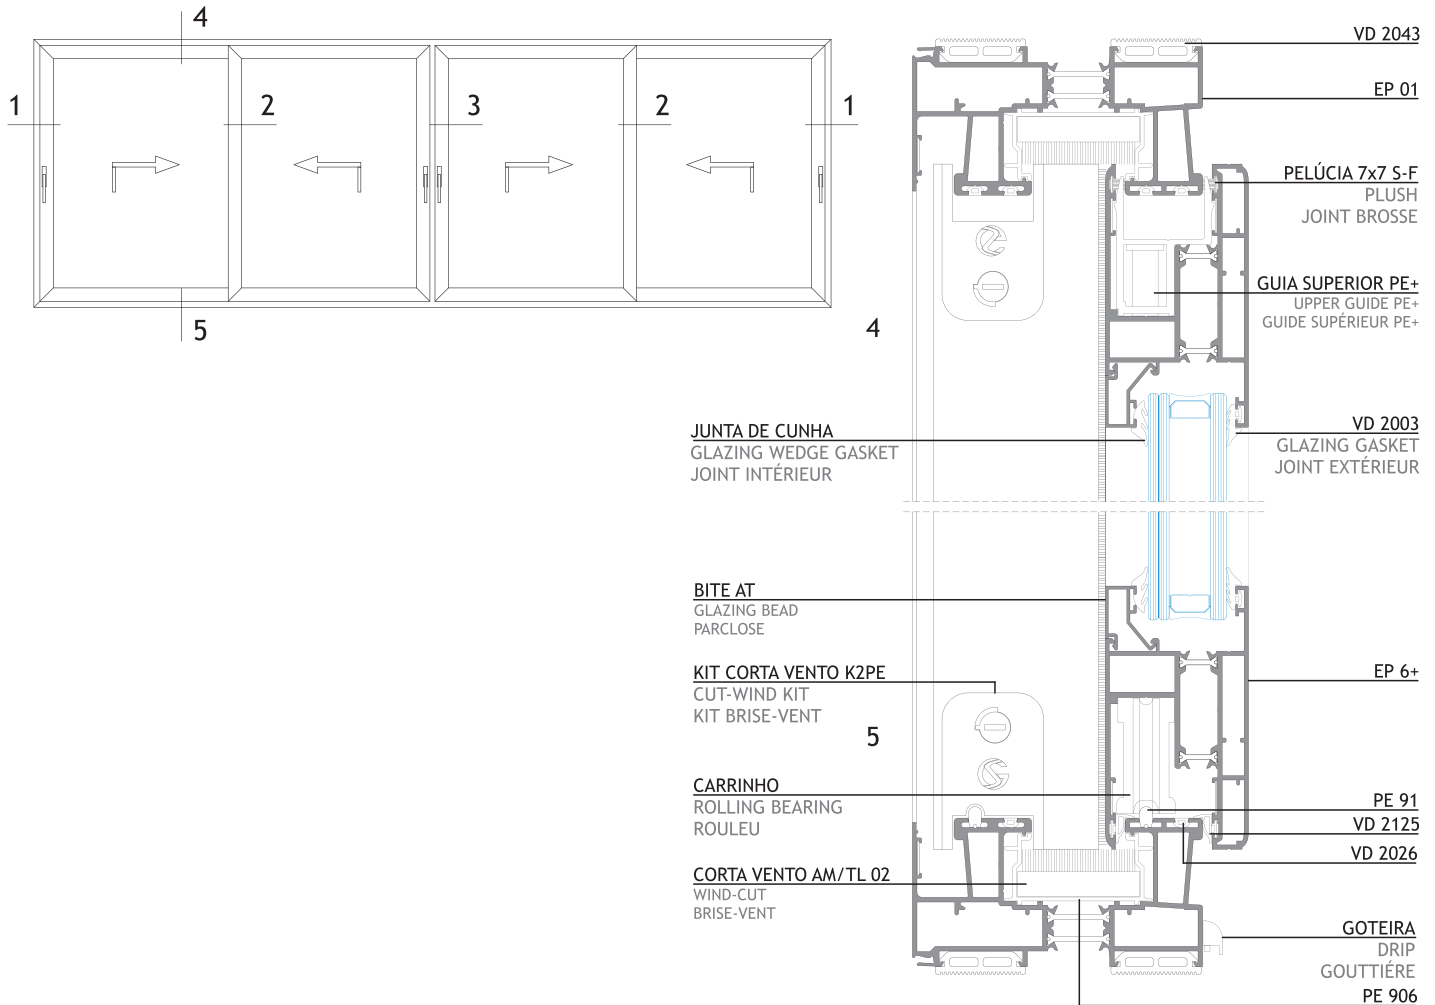 4
1
2
3
2
1
5
VD 2043
EP 01
PELÚCIA 7x7 S-F
PLUSH
JOINT BROSSE
GUIA SUPERIOR PE+
UPPER GUIDE PE+
GUIDE SUPÉRIEUR PE+
4
JUNTA DE CUNHA
GLAZING WEDGE GASKET
JOINT INTÉRIEUR
VD 2003
GLAZING GASKET
JOINT EXTÉRIEUR
BITE AT
GLAZING BEAD
PARCLOSE
KIT CORTA VENTO K2PE
CUT-WIND KIT
KIT BRISE-VENT
EP 6+
5
CARRINHO
ROLLING BEARING
ROULEU
PE 91
VD 2125
VD 2026
CORTA VENTO AM/TL 02
WIND-CUT
BRISE-VENT
GOTEIRA
DRIP
GOUTTIÉRE
PE 906